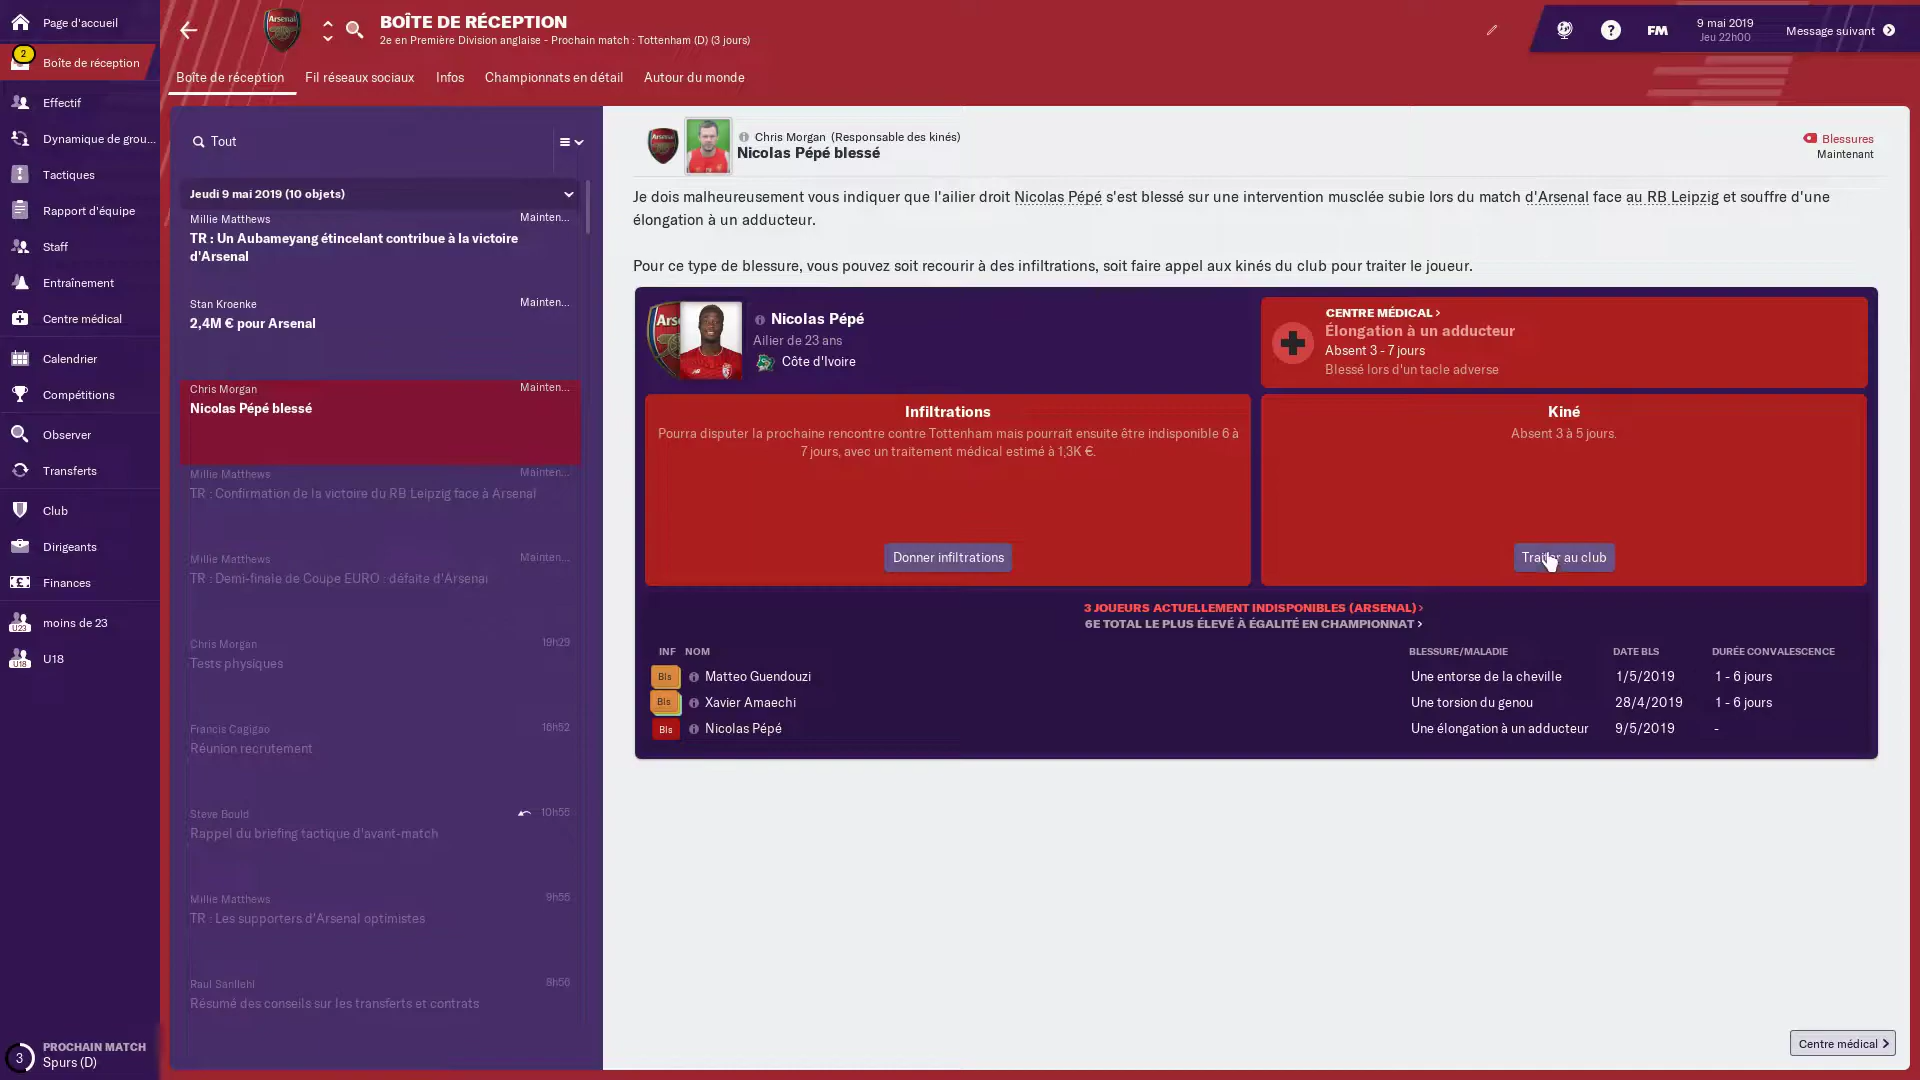 Page d'accueil
2
Boîte de réception
Effectif
Dynamique de grou...
Tactiques
Rapport d'équipe
Staff
Entraînement
Centre médical
Calendrier
Compétitions
Observer
Transferts
Club
Dirigeants
Finances
U23
moins de 23
U18
U18
3
PROCHAIN MATCH
Spurs (D)
Arsenal
BOÎTE DE RÉCEPTION
2e en Première Division anglaise - Prochain match : Tottenham (D) (3 jours)
?
FM
9 mai 2019
Jeu 22h00
Message suivant
Boîte de réception
Fil réseaux sociaux
Infos
Championnats en détail
Autour du monde
Tout
Jeudi 9 mai 2019 (10 objets)
Millie Matthews
Mainten...
TR : Un Aubameyang étincelant contribue à la victoire
d'Arsenal
Stan Kroenke
Mainten...
2,4M € pour Arsenal
Chris Morgan
Mainten...
Nicolas Pépé blessé
Millie Matthews
Mainten...
TR : Confirmation de la victoire du RB Leipzig face à Arsenal
Millie Matthews
Mainten...
TR : Demi-finale de Coupe EURO : défaite d'Arsenal
Chris Morgan
19h29
Tests physiques
Francis Cagigao
16h52
Réunion recrutement
Steve Bould
10h55
Rappel du briefing tactique d'avant-match
Millie Matthews
9h56
TR : Les supporters d'Arsenal optimistes
Raul Sanllehi
8h56
Résumé des conseils sur les transferts et contrats
Arsenal
Chris Morgan (Responsable des kinés)
Nicolas Pépé blessé
Blessures
Maintenant
Je dois malheureusement vous indiquer que l'ailier droit Nicolas Pépé s'est blessé sur une intervention musclée subie lors du match d'Arsenal face au RB Leipzig et souffre d'une
élongation à un adducteur.
Pour ce type de blessure, vous pouvez soit recourir à des infiltrations, soit faire appel aux kinés du club pour traiter le joueur.
Nicolas Pépé
Ailier de 23 ans
Côte d'Ivoire
CENTRE MÉDICAL
Élongation à un adducteur
Absent 3 - 7 jours
Blessé lors d'un tacle adverse
Infiltrations
Pourra disputer la prochaine rencontre contre Tottenham mais pourrait ensuite être indisponible 6 à
7 jours, avec un traitement médical estimé à 1,3K €.
Donner infiltrations
Kiné
Absent 3 à 5 jours.
Traiter au club
3 JOUEURS ACTUELLEMENT INDISPONIBLES (ARSENAL)
6E TOTAL LE PLUS ÉLEVÉ À ÉGALITÉ EN CHAMPIONNAT
INF NOM BLESSURE/MALADIE DATE BLS DURÉE CONVALESCENCE
Bls Matteo Guendouzi Une entorse de la cheville 1/5/2019 1 - 6 jours
Bls Xavier Amaechi Une torsion du genou 28/4/2019 1 - 6 jours
Bls Nicolas Pépé Une élongation à un adducteur 9/5/2019 -
Centre médical